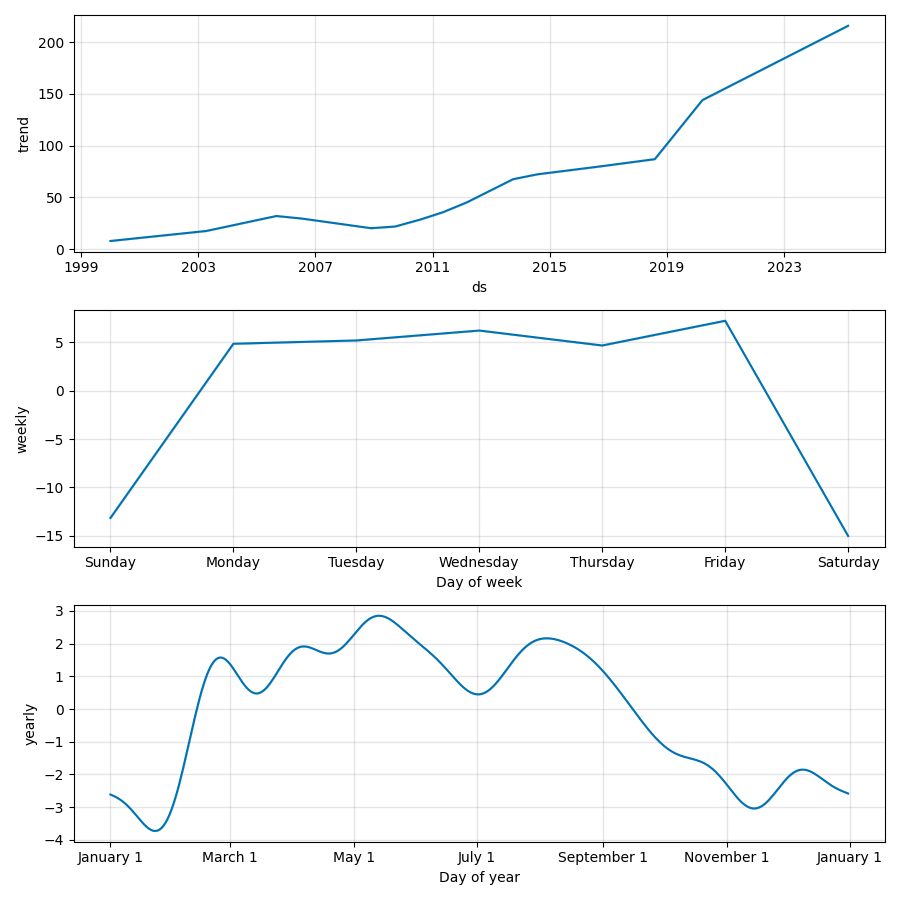 trend
200
150
100
50
0
1999 2003 2007 2011 2015 2019 2023
ds
weekly
5
0
−5
−10
−15
Sunday Monday Tuesday Wednesday Thursday Friday Saturday
Day of week
yearly
3
2
1
0
−1
−2
−3
−4
January 1 March 1 May 1 July 1 September 1 November 1 January 1
Day of year